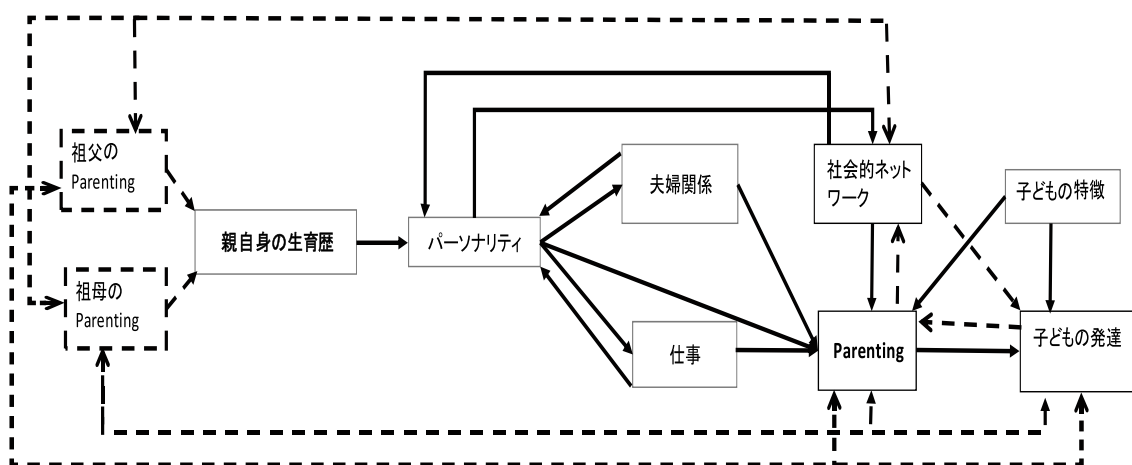 祖父の
Parenting
祖母の
Parenting
親自身の生育歴
パーソナリティ
夫婦関係
仕事
社会的ネット
ワーク
Parenting
子どもの特徴
子どもの発達